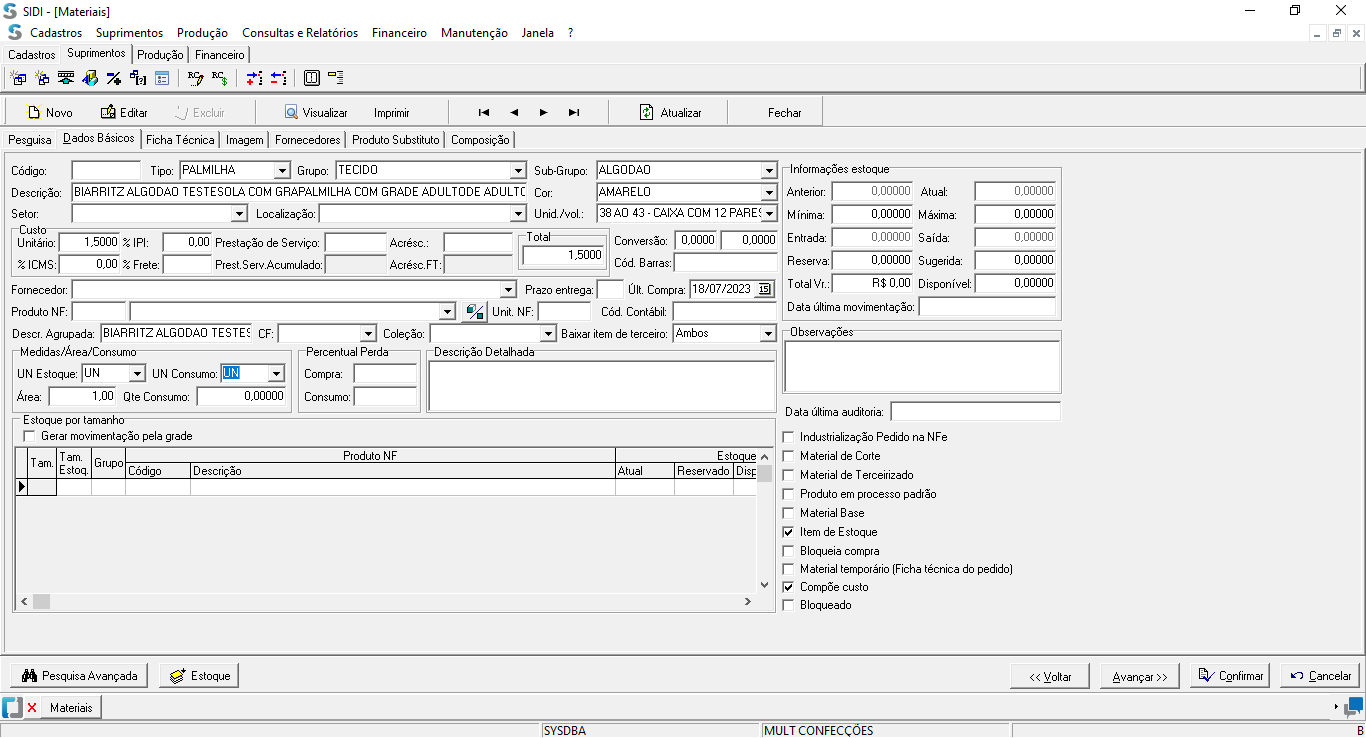 SIDI - [Materiais]
Cadastros Suprimentos Produção Consultas e Relatórios Financeiro Manutenção Janela ?
Cadastros Suprimentos Produção Financeiro
Novo Editar Excluir Visualizar Imprimir Atualizar Fechar
Pesquisa Dados Básicos Ficha Técnica Imagem Fornecedores Produto Substituto Composição
Código: Tipo: PALMILHA Grupo: TECIDO Sub-Grupo: ALGODAO
Descrição: BIARRITZ ALGODAO TESTESOLA COM GRAPALMILHA COM GRADE ADULTODE ADULTO Cor: AMARELO
Setor: Localização: Unid./vol.: 38 AO 43 - CAIXA COM 12 PARES
Custo
Unitário: 1,5000 % IPI: 0,00 Prestação de Serviço: Acrésc.: Total 1,5000
% ICMS: 0,00 % Frete: Prest.Serv.Acumulado: Acrésc.FT:
Conversão: 0,0000 0,0000
Cód. Barras:
Fornecedor: Prazo entrega: Últ. Compra: 18/07/2023 15
Produto NF: Unit. NF: Cód. Contábil:
Descr. Agrupada: BIARRITZ ALGODAO TESTES CF: Coleção: Baixar item de terceiro: Ambos
Medidas/Área/Consumo
UN Estoque: UN UN Consumo: UN
Área: 1,00 Qte Consumo: 0,00000
Percentual Perda
Compra:
Consumo:
Descrição Detalhada
Estoque por tamanho
Gerar movimentação pela grade
Tam. Tam. Estoq. Grupo Produto NF Estoque
Código Descrição Atual Reservado Disp
Informações estoque
Anterior: 0,00000 Atual: 0,00000
Mínima: 0,00000 Máxima: 0,00000
Entrada: 0,00000 Saída: 0,00000
Reserva: 0,00000 Sugerida: 0,00000
Total Vr.: R$ 0,00 Disponível: 0,00000
Data última movimentação:
Observações
Data última auditoria:
Industrialização Pedido na NFe
Material de Corte
Material de Terceirizado
Produto em processo padrão
Material Base
Item de Estoque
Bloqueia compra
Material temporário (Ficha técnica do pedido)
Compõe custo
Bloqueado
Pesquisa Avançada Estoque << Voltar Avançar >> Confirmar Cancelar
Materiais
SYSDBA MULT CONFECÇÕES B